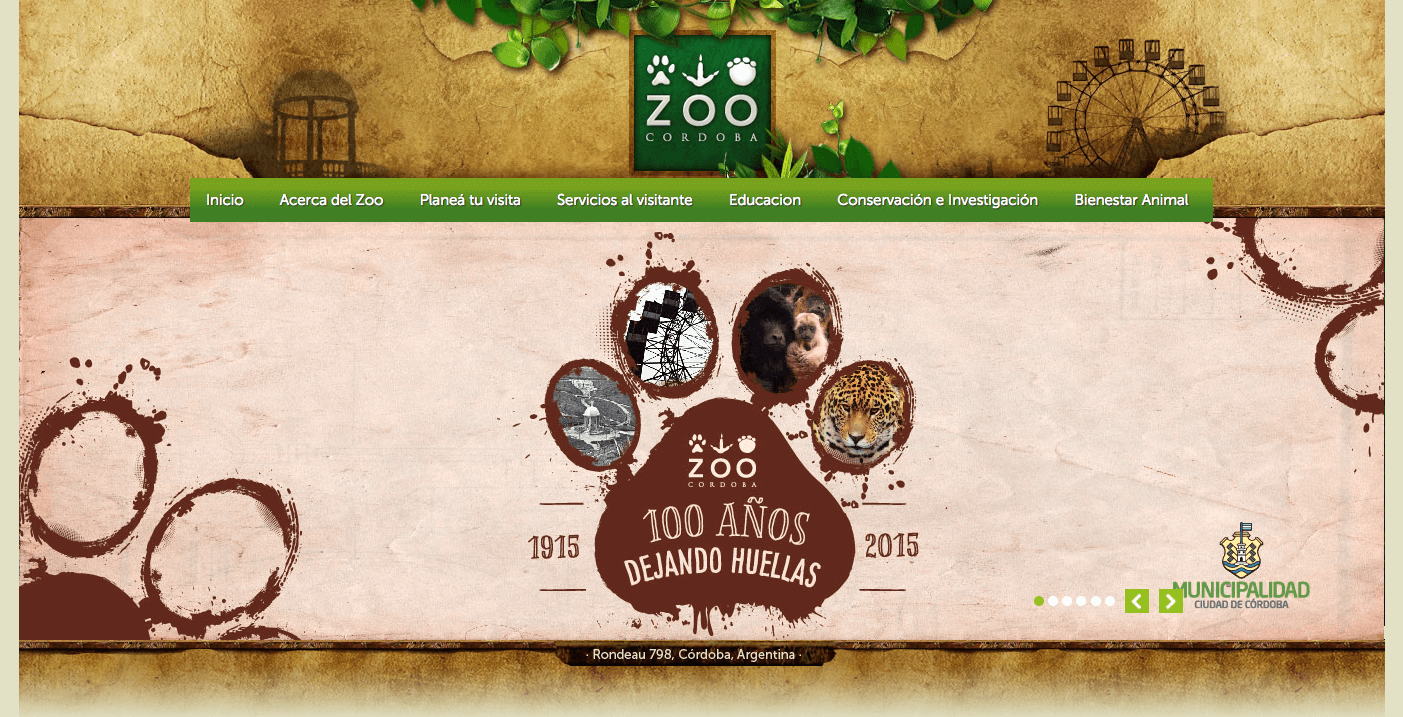 ZOO
CORDOBA
Inicio
Acerca del Zoo
Planeá tu visita
Servicios al visitante
Educacion
Conservación e Investigación
Bienestar Animal
ZOO
CORDOBA
100 AÑOS
DEJANDO HUELLAS
1915
2015
MUNICIPALIDAD
CIUDAD DE CÓRDOBA
· Rondeau 798, Córdoba, Argentina ·